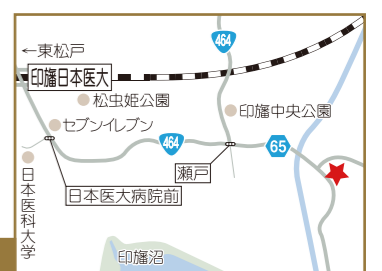 464
←東松戸
印旛日本医大
松虫姫公園
印旛中央公園
セブンイレブン
464
65
瀬戸
日本医大病院前
日本医科大学
印旛沼